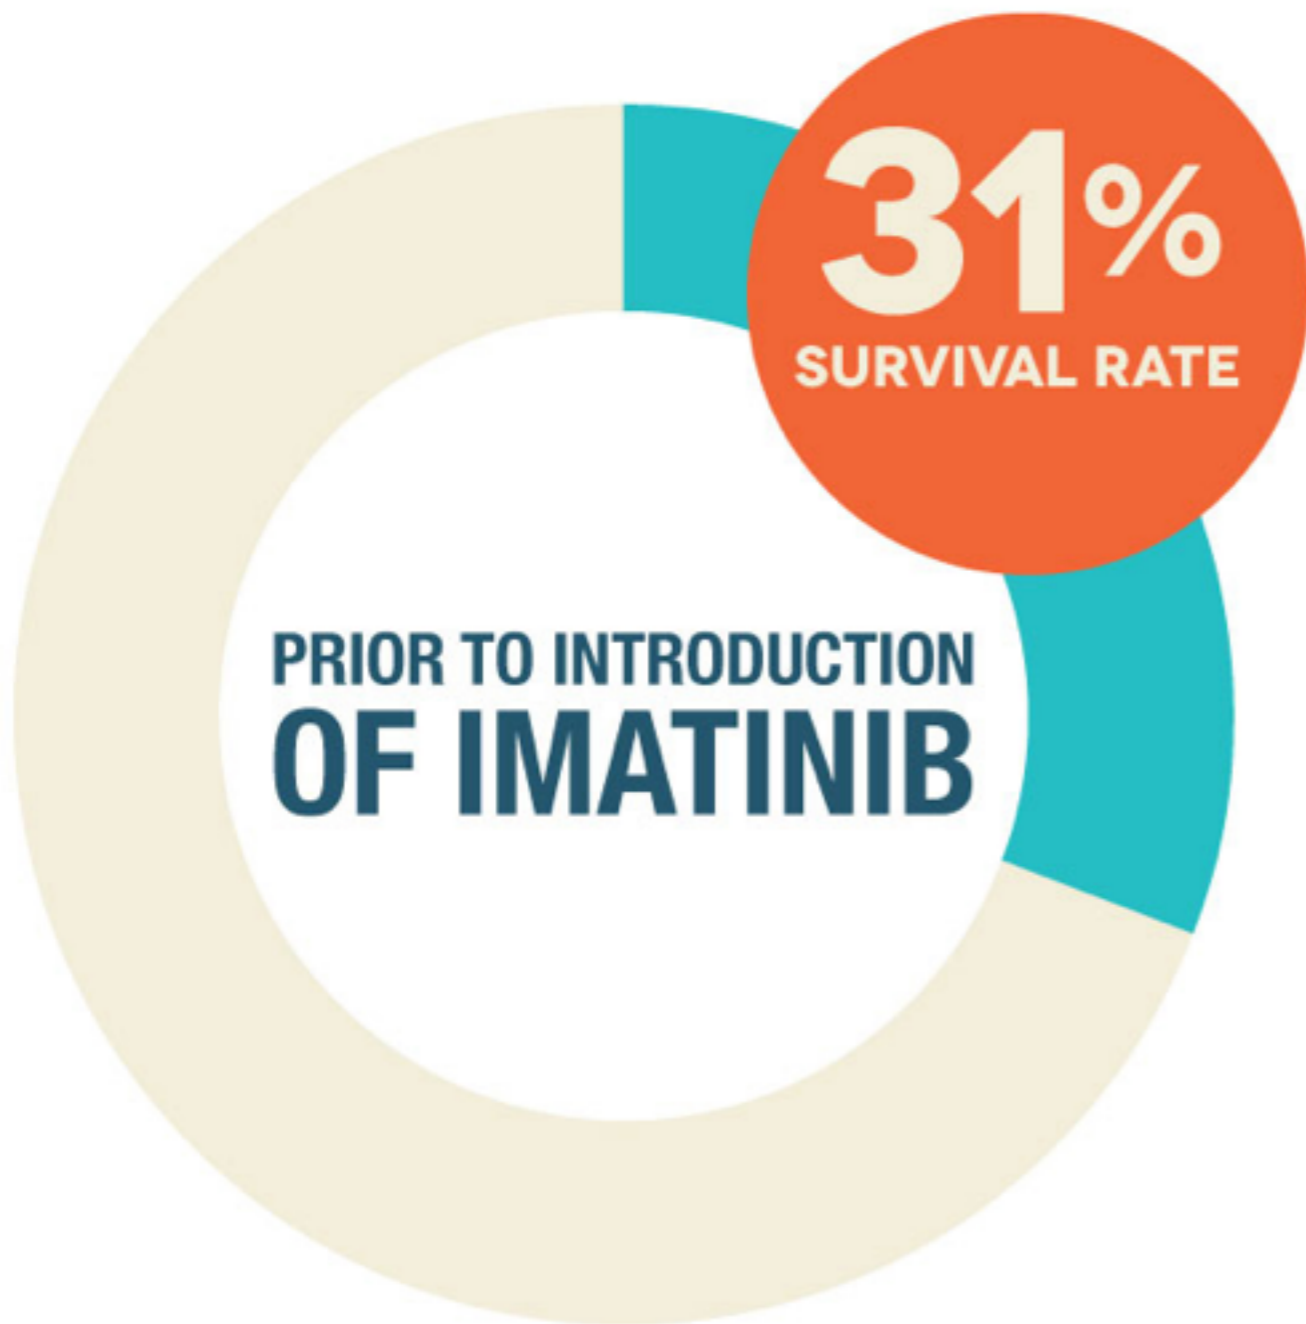 31%
SURVIVAL RATE
PRIOR TO INTRODUCTION
OF IMATINIB